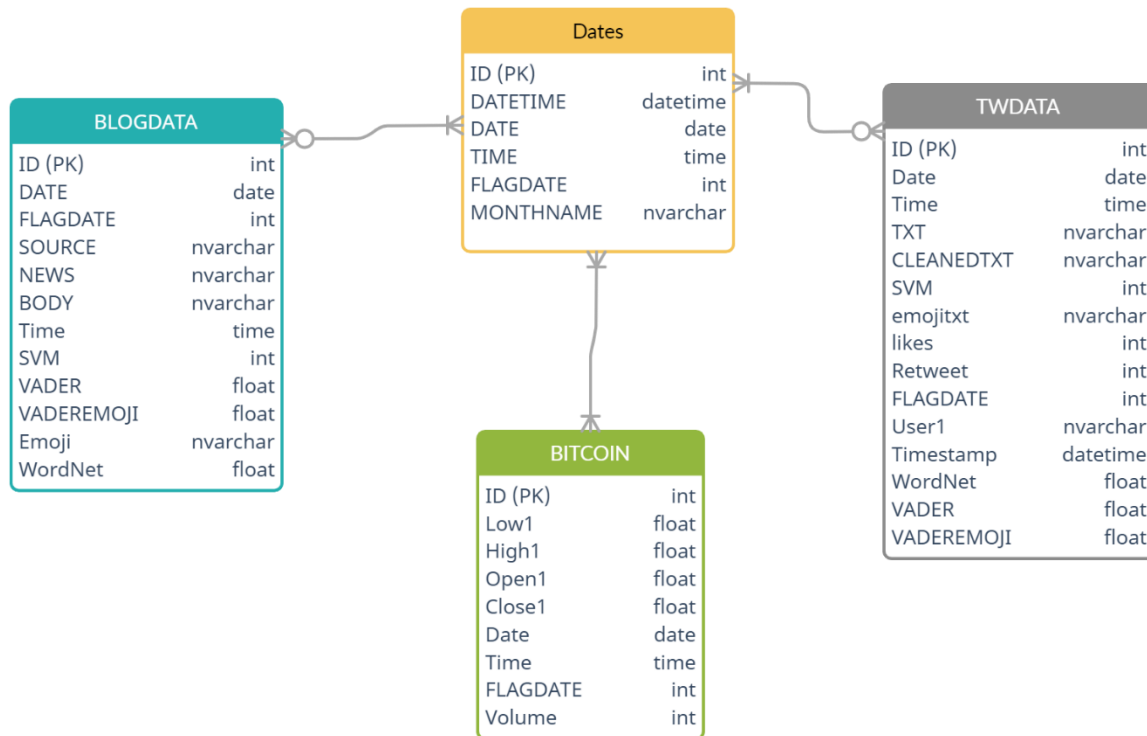 Dates
ID (PK) int
DATETIME datetime
DATE date
TIME time
FLAGDATE int
MONTHNAME nvarchar
BLOGDATA
ID (PK) int
DATE date
FLAGDATE int
SOURCE nvarchar
NEWS nvarchar
BODY nvarchar
Time time
SVM int
VADER float
VADEREMOJI float
Emoji nvarchar
WordNet float
TWDATA
ID (PK) int
Date date
Time time
TXT nvarchar
CLEANEDTXT nvarchar
SVM int
emojitxt nvarchar
likes int
Retweet int
FLAGDATE int
User1 nvarchar
Timestamp datetime
WordNet float
VADER float
VADEREMOJI float
BITCOIN
ID (PK) int
Low1 float
High1 float
Open1 float
Close1 float
Date date
Time time
FLAGDATE int
Volume int